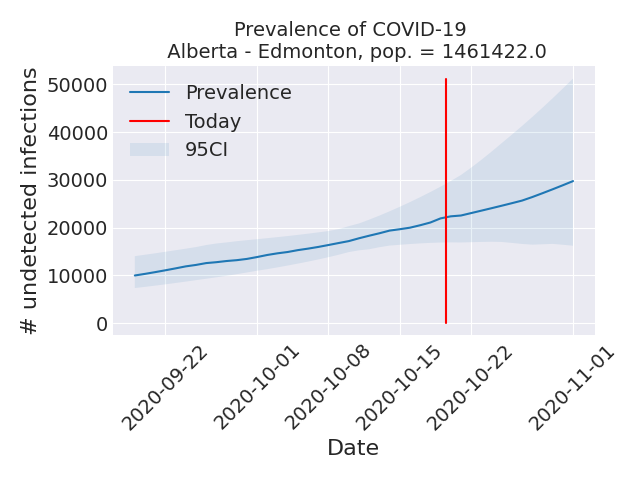 Prevalence of COVID-19
Alberta - Edmonton, pop. = 1461422.0
# undetected infections
50000
40000
30000
20000
10000
0
Prevalence
Today
95CI
2020-09-22
2020-10-01
2020-10-08
2020-10-15
2020-10-22
2020-11-01
Date